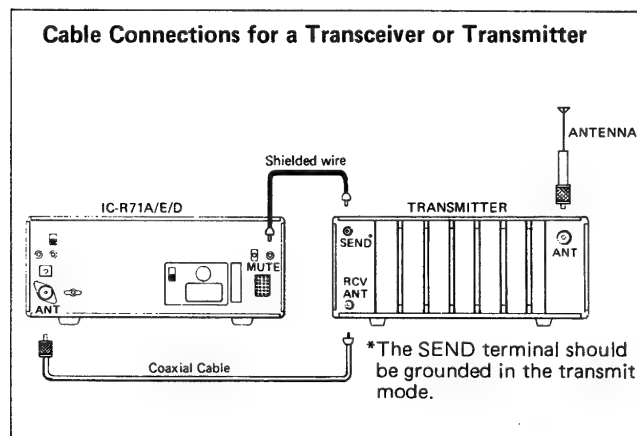 Cable Connections for a Transceiver or Transmitter
ANTENNA
Shielded wire
IC-R71A/E/D
TRANSMITTER
SEND*
MUTE
ANT
RCV
ANT
ANT
Coaxial Cable
*The SEND terminal should
be grounded in the transmit
mode.